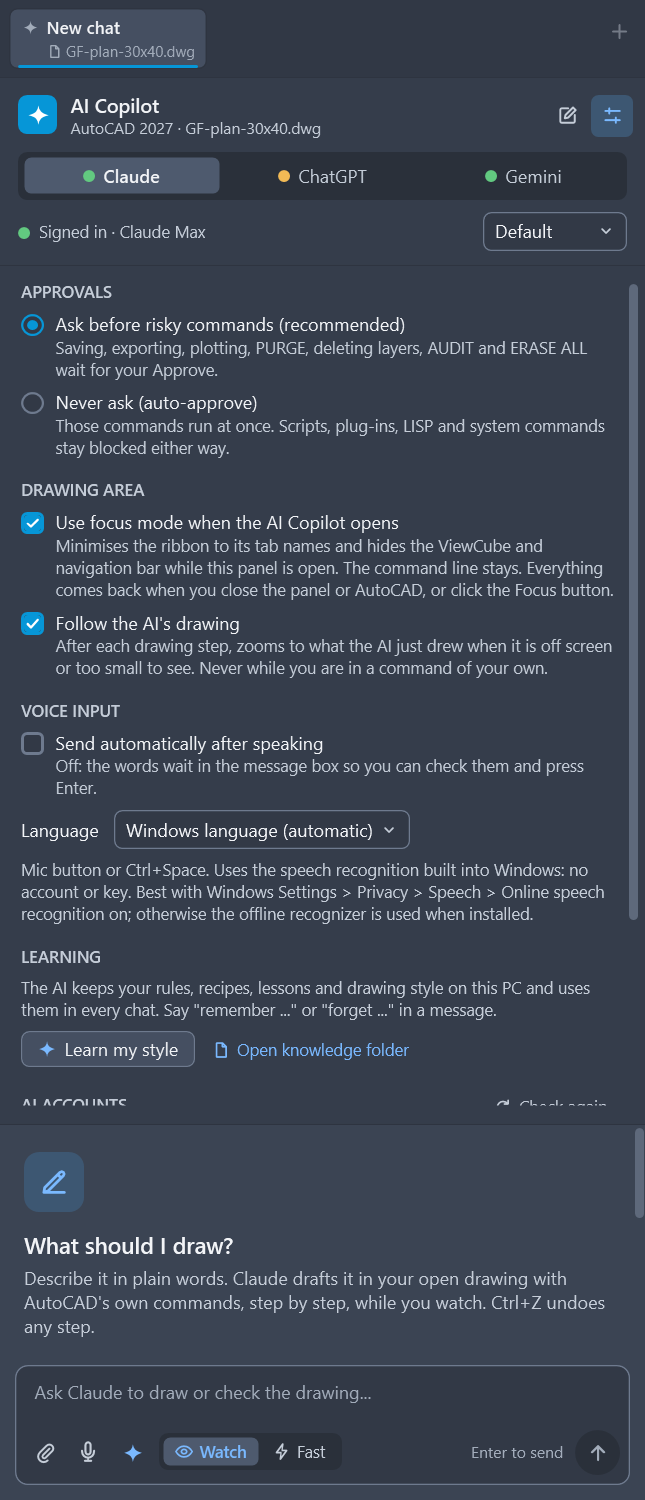 New chat
GF-plan-30x40.dwg
AI Copilot
AutoCAD 2027 · GF-plan-30x40.dwg
Claude
ChatGPT
Gemini
Signed in · Claude Max
Default
APPROVALS
Ask before risky commands (recommended)
Saving, exporting, plotting, PURGE, deleting layers, AUDIT and ERASE ALL
wait for your Approve.
Never ask (auto-approve)
Those commands run at once. Scripts, plug-ins, LISP and system commands
stay blocked either way.
DRAWING AREA
Use focus mode when the AI Copilot opens
Minimises the ribbon to its tab names and hides the ViewCube and
navigation bar while this panel is open. The command line stays. Everything
comes back when you close the panel or AutoCAD, or click the Focus button.
Follow the AI's drawing
After each drawing step, zooms to what the AI just drew when it is off screen
or too small to see. Never while you are in a command of your own.
VOICE INPUT
Send automatically after speaking
Off: the words wait in the message box so you can check them and press
Enter.
Language
Windows language (automatic)
Mic button or Ctrl+Space. Uses the speech recognition built into Windows: no
account or key. Best with Windows Settings > Privacy > Speech > Online speech
recognition on; otherwise the offline recognizer is used when installed.
LEARNING
The AI keeps your rules, recipes, lessons and drawing style on this PC and uses
them in every chat. Say "remember ..." or "forget ..." in a message.
Learn my style
Open knowledge folder
AI ACCOUNTS
Check again
What should I draw?
Describe it in plain words. Claude drafts it in your open drawing with
AutoCAD's own commands, step by step, while you watch. Ctrl+Z undoes
any step.
Ask Claude to draw or check the drawing...
Watch
Fast
Enter to send